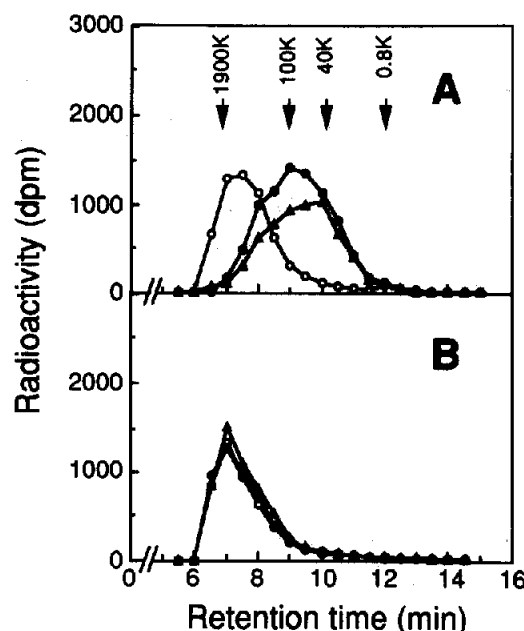 3000
1900K
100K
40K
0.8K
A
2000
1000
0
B
2000
1000
0
0
6
8
10
12
14
16
Radioactivity (dpm)
Retention time (min)